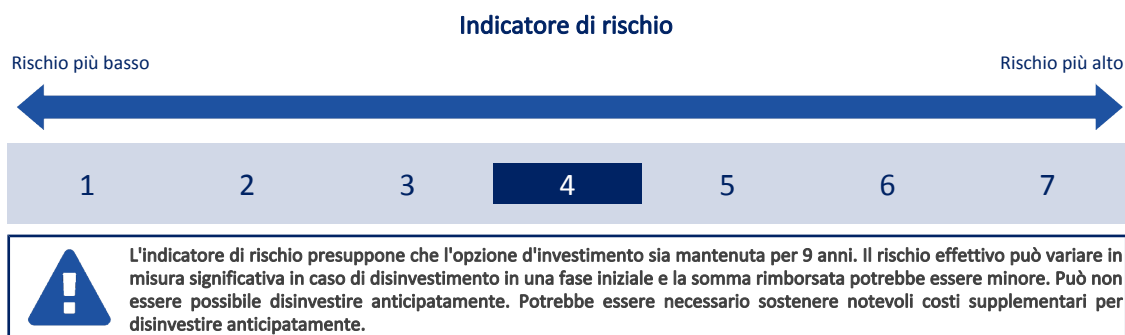 Indicatore di rischio
Rischio più basso
Rischio più alto
1 2 3 4 5 6 7
L'indicatore di rischio presuppone che l'opzione d'investimento sia mantenuta per 9 anni. Il rischio effettivo può variare in
misura significativa in caso di disinvestimento in una fase iniziale e la somma rimborsata potrebbe essere minore. Può non
essere possibile disinvestire anticipatamente. Potrebbe essere necessario sostenere notevoli costi supplementari per
disinvestire anticipatamente.